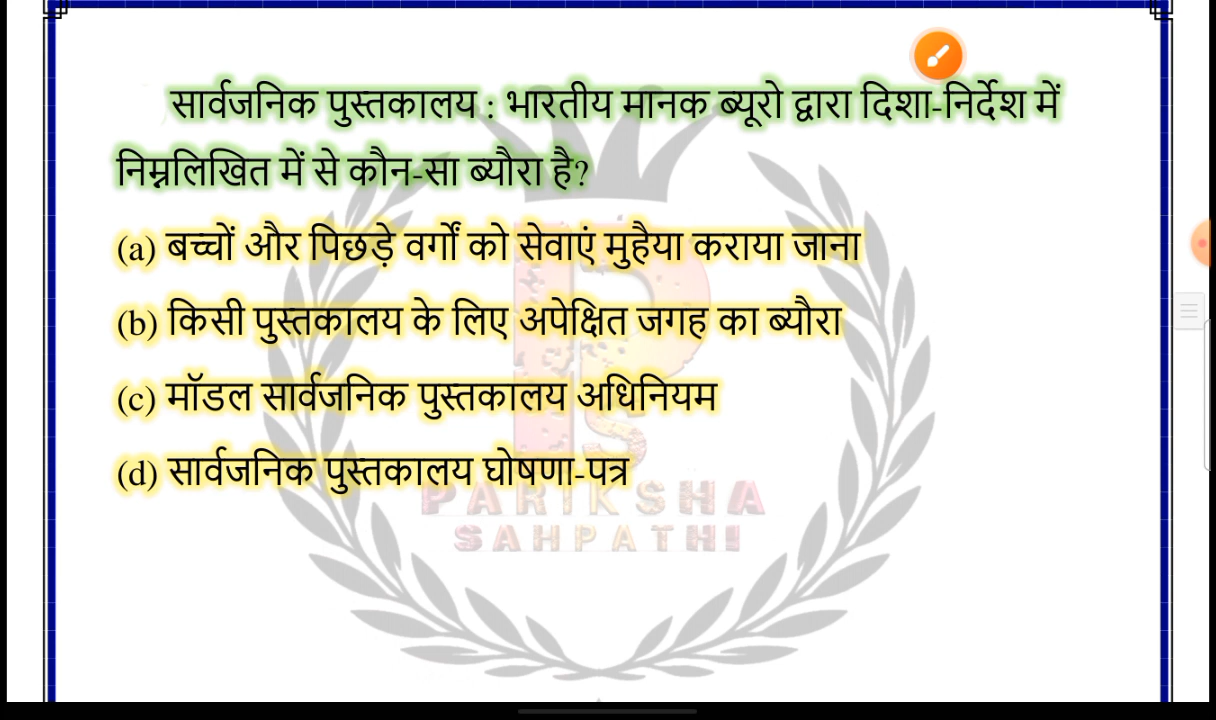 सार्वजनिक पुस्तकालय : भारतीय मानक ब्यूरो द्वारा दिशा-निर्देश में
निम्नलिखित में से कौन-सा ब्यौरा है?
(a) बच्चों और पिछड़े वर्गों को सेवाएं मुहैया कराया जाना
(b) किसी पुस्तकालय के लिए अपेक्षित जगह का ब्यौरा
(c) मॉडल सार्वजनिक पुस्तकालय अधिनियम
(d) सार्वजनिक पुस्तकालय घोषणा-पत्र
PARIKSHA
SAHPATHI